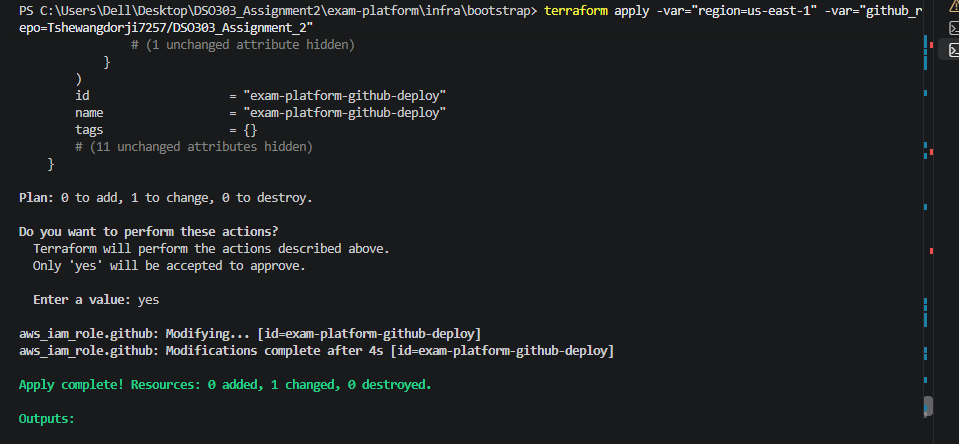 PS C:\Users\Dell\Desktop\DSO303_Assignment2\exam-platform\infra\bootstrap> terraform apply -var="region=us-east-1" -var="github_r
epo=Tshewangdorji7257/DSO303_Assignment_2"
# (1 unchanged attribute hidden)
}
)
id = "exam-platform-github-deploy"
name = "exam-platform-github-deploy"
tags = {}
# (11 unchanged attributes hidden)
}
Plan: 0 to add, 1 to change, 0 to destroy.
Do you want to perform these actions?
Terraform will perform the actions described above.
Only 'yes' will be accepted to approve.
Enter a value: yes
aws_iam_role.github: Modifying... [id=exam-platform-github-deploy]
aws_iam_role.github: Modifications complete after 4s [id=exam-platform-github-deploy]
Apply complete! Resources: 0 added, 1 changed, 0 destroyed.
Outputs: